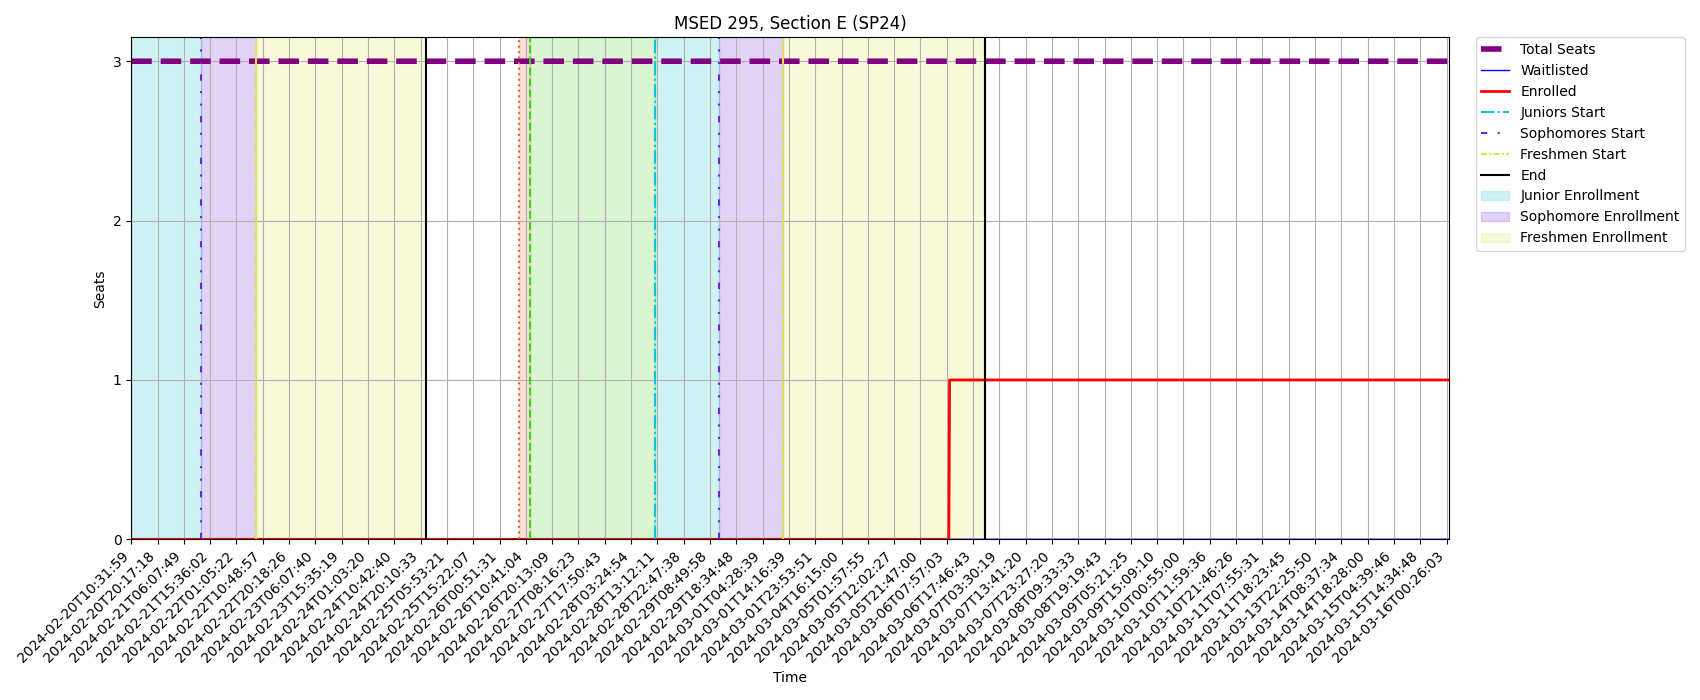 MSED 295, Section E (SP24)
3
2
1
0
Seats
Total Seats
Waitlisted
Enrolled
Juniors Start
Sophomores Start
Freshmen Start
End
Junior Enrollment
Sophomore Enrollment
Freshmen Enrollment
2024-02-20T10:31:59
2024-02-20T20:17:18
2024-02-21T06:07:49
2024-02-21T15:36:02
2024-02-22T01:05:22
2024-02-22T10:48:57
2024-02-22T20:18:26
2024-02-23T06:07:40
2024-02-23T15:35:19
2024-02-24T01:03:20
2024-02-24T10:42:40
2024-02-24T20:10:33
2024-02-25T05:53:21
2024-02-25T15:22:07
2024-02-26T00:51:31
2024-02-26T10:41:04
2024-02-26T20:13:09
2024-02-27T08:16:23
2024-02-27T17:50:43
2024-02-28T03:24:54
2024-02-28T13:12:11
2024-02-28T22:47:38
2024-02-29T08:49:58
2024-02-29T18:34:48
2024-03-01T04:28:39
2024-03-01T14:16:39
2024-03-01T23:53:51
2024-03-04T16:15:00
2024-03-05T01:57:55
2024-03-05T12:02:27
2024-03-05T21:47:00
2024-03-06T07:57:03
2024-03-06T17:46:43
2024-03-07T03:30:19
2024-03-07T13:41:20
2024-03-07T23:27:20
2024-03-08T09:33:33
2024-03-08T19:19:43
2024-03-09T05:21:25
2024-03-09T15:09:10
2024-03-10T00:55:00
2024-03-10T11:59:36
2024-03-10T21:46:26
2024-03-11T07:55:31
2024-03-11T18:23:45
2024-03-13T22:25:50
2024-03-14T08:37:34
2024-03-14T18:28:00
2024-03-15T04:39:46
2024-03-15T14:34:48
2024-03-16T00:26:03
Time